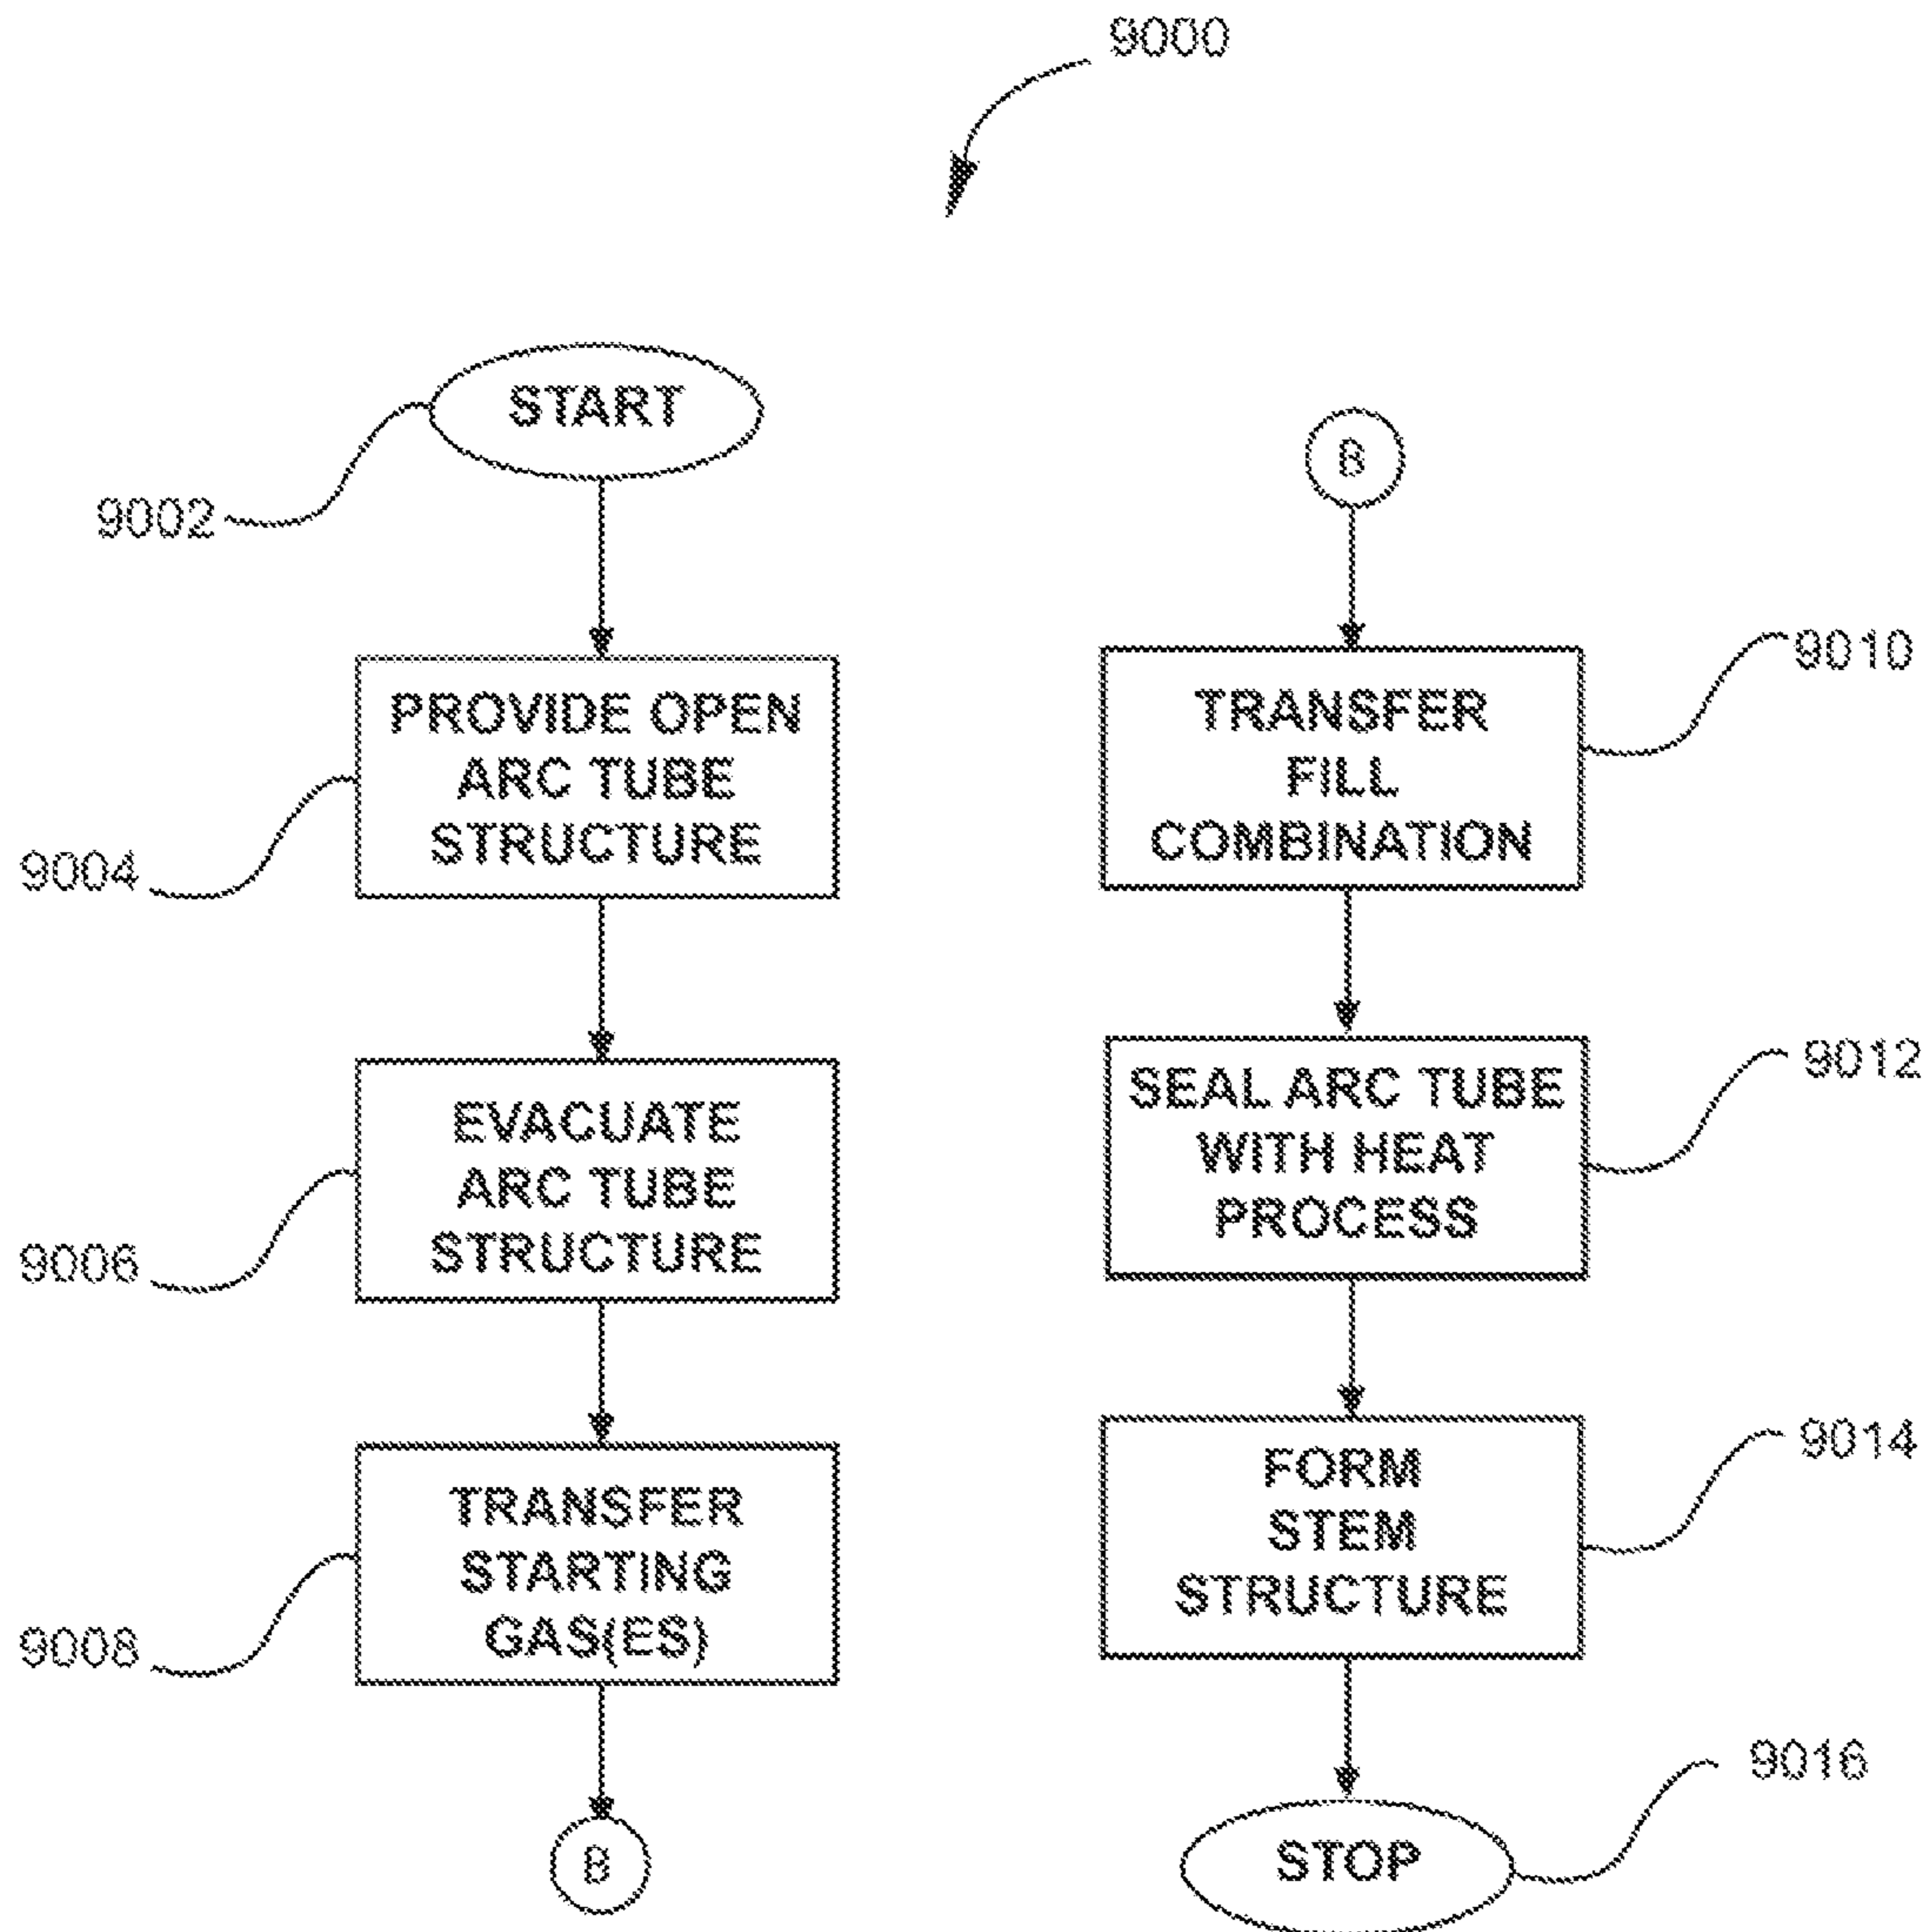 9000
START
9002
PROVIDE OPEN
ARC TUBE
STRUCTURE
9004
EVACUATE
ARC TUBE
STRUCTURE
9006
TRANSFER
STARTING
GAS(ES)
9008
B
B
TRANSFER
FILL
COMBINATION
9010
SEAL ARC TUBE
WITH HEAT
PROCESS
9012
FORM
STEM
STRUCTURE
9014
STOP
9016